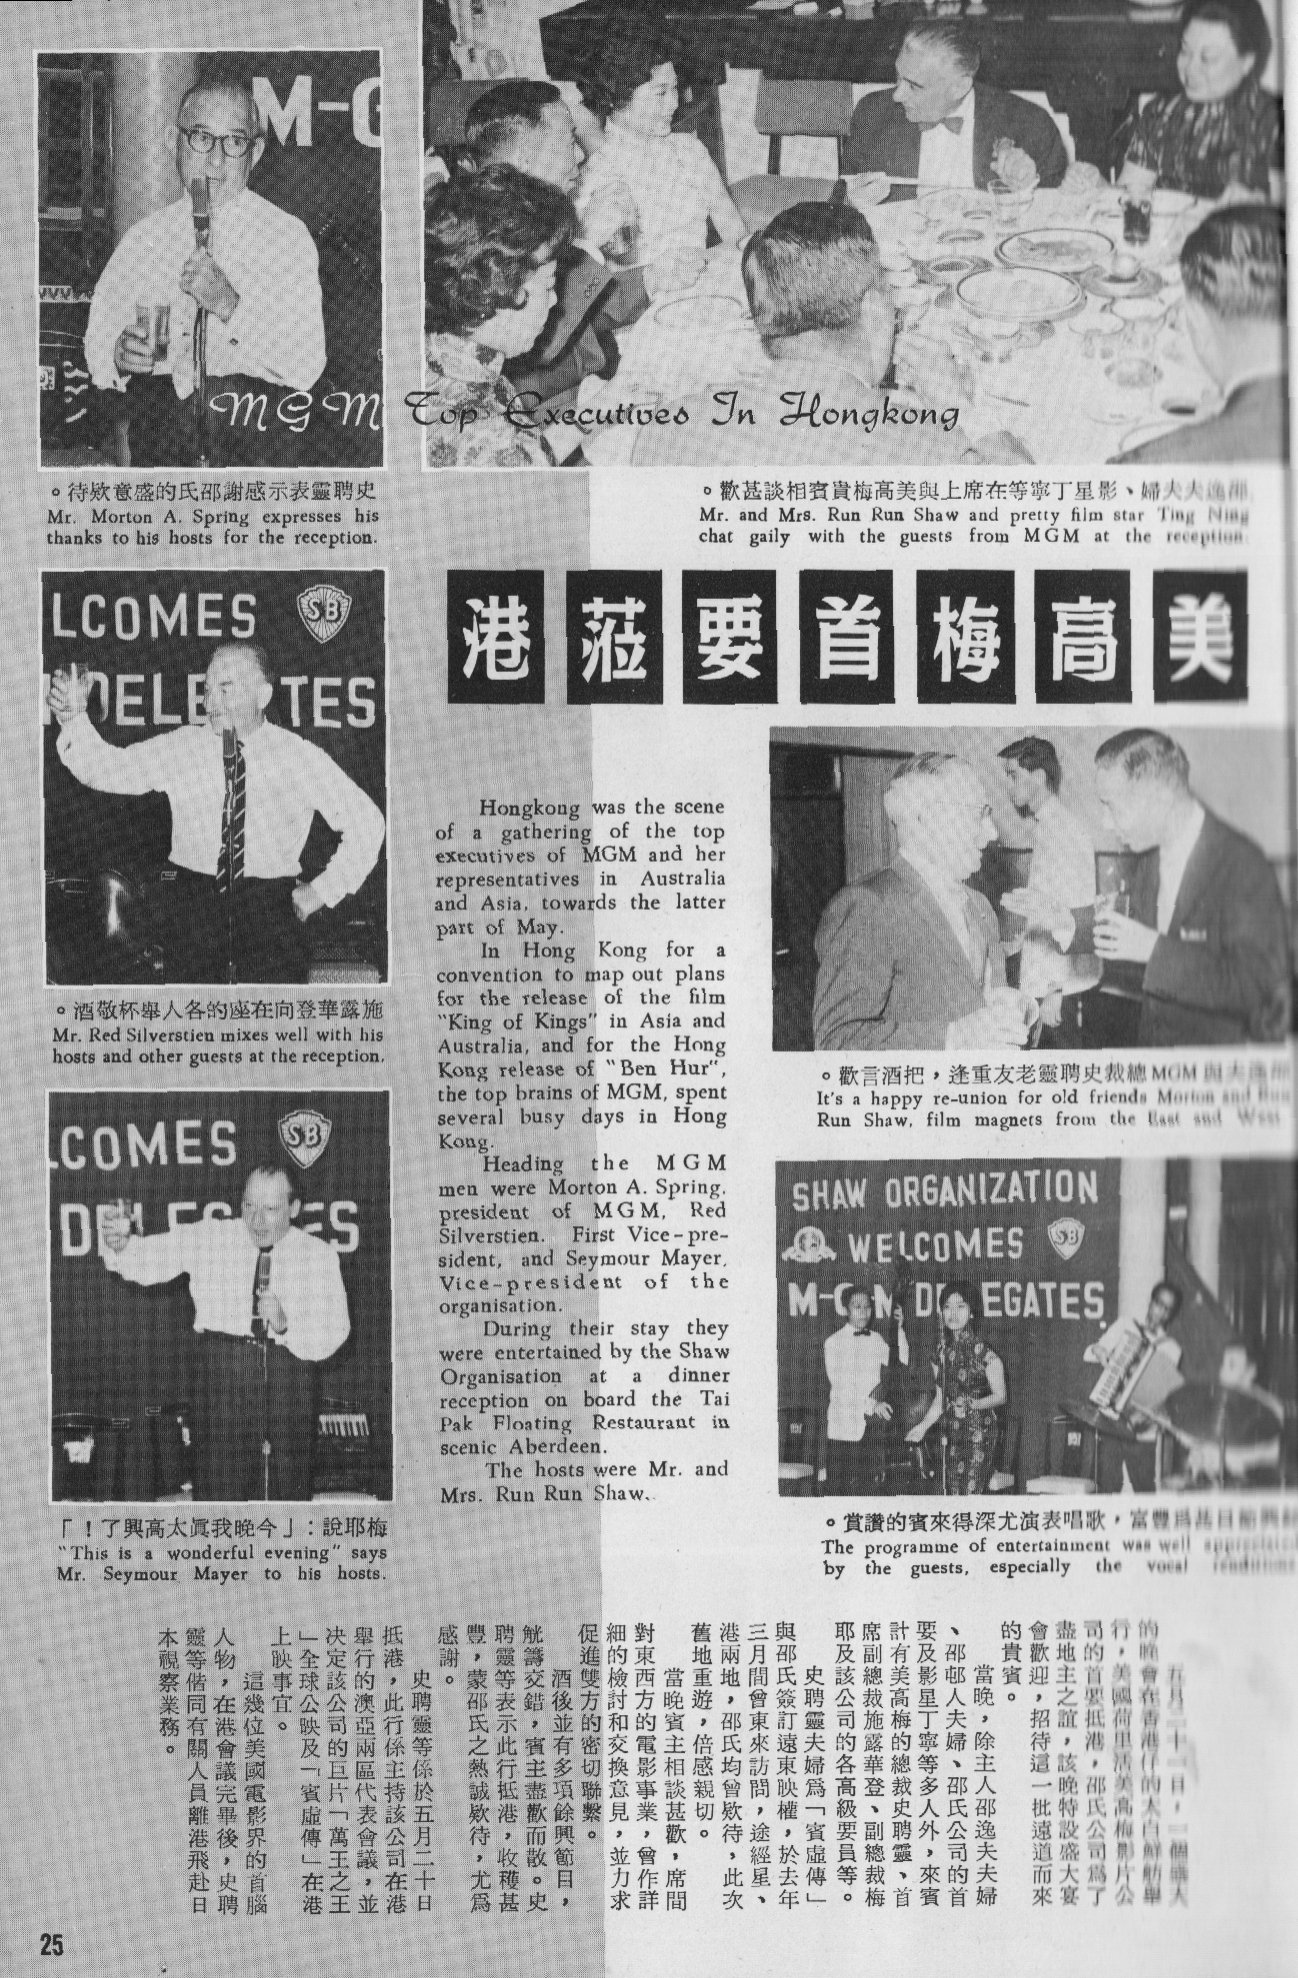 M-G
MGM Top Executives In Hongkong
史聘靈表示感謝邵氏的盛意欵待。
Mr. Morton A. Spring expresses his
thanks to his hosts for the reception.
邵逸夫夫婦、影星丁寧等在席上與美高梅貴賓相談甚歡。
Mr. and Mrs. Run Run Shaw and pretty film star Ting Ning
chat gaily with the guests from MGM at the reception.
美高梅首要蒞港
LCOMES
SB
DELE TES
施露華登向在座的各人舉杯敬酒。
Mr. Red Silverstien mixes well with his
hosts and other guests at the reception.
.COMES
SB
DELEGATES
梅耶說:「今晚我眞太高興了!」
"This is a wonderful evening" says
Mr. Seymour Mayer to his hosts.
Hongkong was the scene
of a gathering of the top
executives of MGM and her
representatives in Australia
and Asia, towards the latter
part of May.
In Hong Kong for a
convention to map out plans
for the release of the film
"King of Kings" in Asia and
Australia, and for the Hong
Kong release of "Ben Hur",
the top brains of MGM, spent
several busy days in Hong
Kong.
Heading the MGM
men were Morton A. Spring,
president of MGM, Red
Silverstien. First Vice-pre-
sident, and Seymour Mayer,
Vice-president of the
organisation.
During their stay they
were entertained by the Shaw
Organisation at a dinner
reception on board the Tai
Pak Floating Restaurant in
scenic Aberdeen.
The hosts were Mr. and
Mrs. Run Run Shaw.
MGM總裁史聘靈老友重逢,把酒言歡。
It's a happy re-union for old friends Morton and Run
Run Shaw, film magnets from the East and West.
SHAW ORGANIZATION
WELCOMES
SB
M-G-M DELEGATES
豐富,歌唱表演尤深得來賓的讚賞。
The programme of entertainment was well appreciated
by the guests, especially the vocal renditions
五月二十一日,一個盛大
的晚會在香港仔的太白鮮舫舉
行,美國荷里活美高梅影片公
司的首要抵港,邵氏公司爲了
盡地主之誼,該晚特設盛大宴
會歡迎,招待這一批遠道而來
的貴賓。
當晚,除主人邵逸夫夫婦
、邵邨人夫婦、邵氏公司的首
要及影星丁寧等多人外,來賓
計有美高梅的總裁史聘靈、首
席副總裁施露華登、副總裁梅
耶及該公司的各高級要員等。
史聘靈夫婦爲「賓虛傳」
與邵氏簽訂遠東映權,於去年
三月間曾東來訪問,途經星、
港兩地,邵氏均曾欵待,此次
舊地重遊,倍感親切。
當晚賓主相談甚歡,席間
對東西方的電影事業,曾作詳
細的檢討和交換意見,並力求
促進雙方的密切聯繫。
酒後並有多項餘興節目,
觥籌交錯,賓主盡歡而散。史
聘靈等表示此行抵港,收穫甚
豐,蒙邵氏之熱誠欵待,尤爲
感謝。
史聘靈等係於五月二十日
抵港,此行係主持該公司在港
舉行的澳亞兩區代表會議,並
决定該公司的巨片「萬王之王
」全球公映及「賓虛傳」在港
上映事宜。
這幾位美國電影界的首腦
人物,在港會議完畢後,史聘
靈等偕同有關人員離港飛赴日
本視察業務。
25